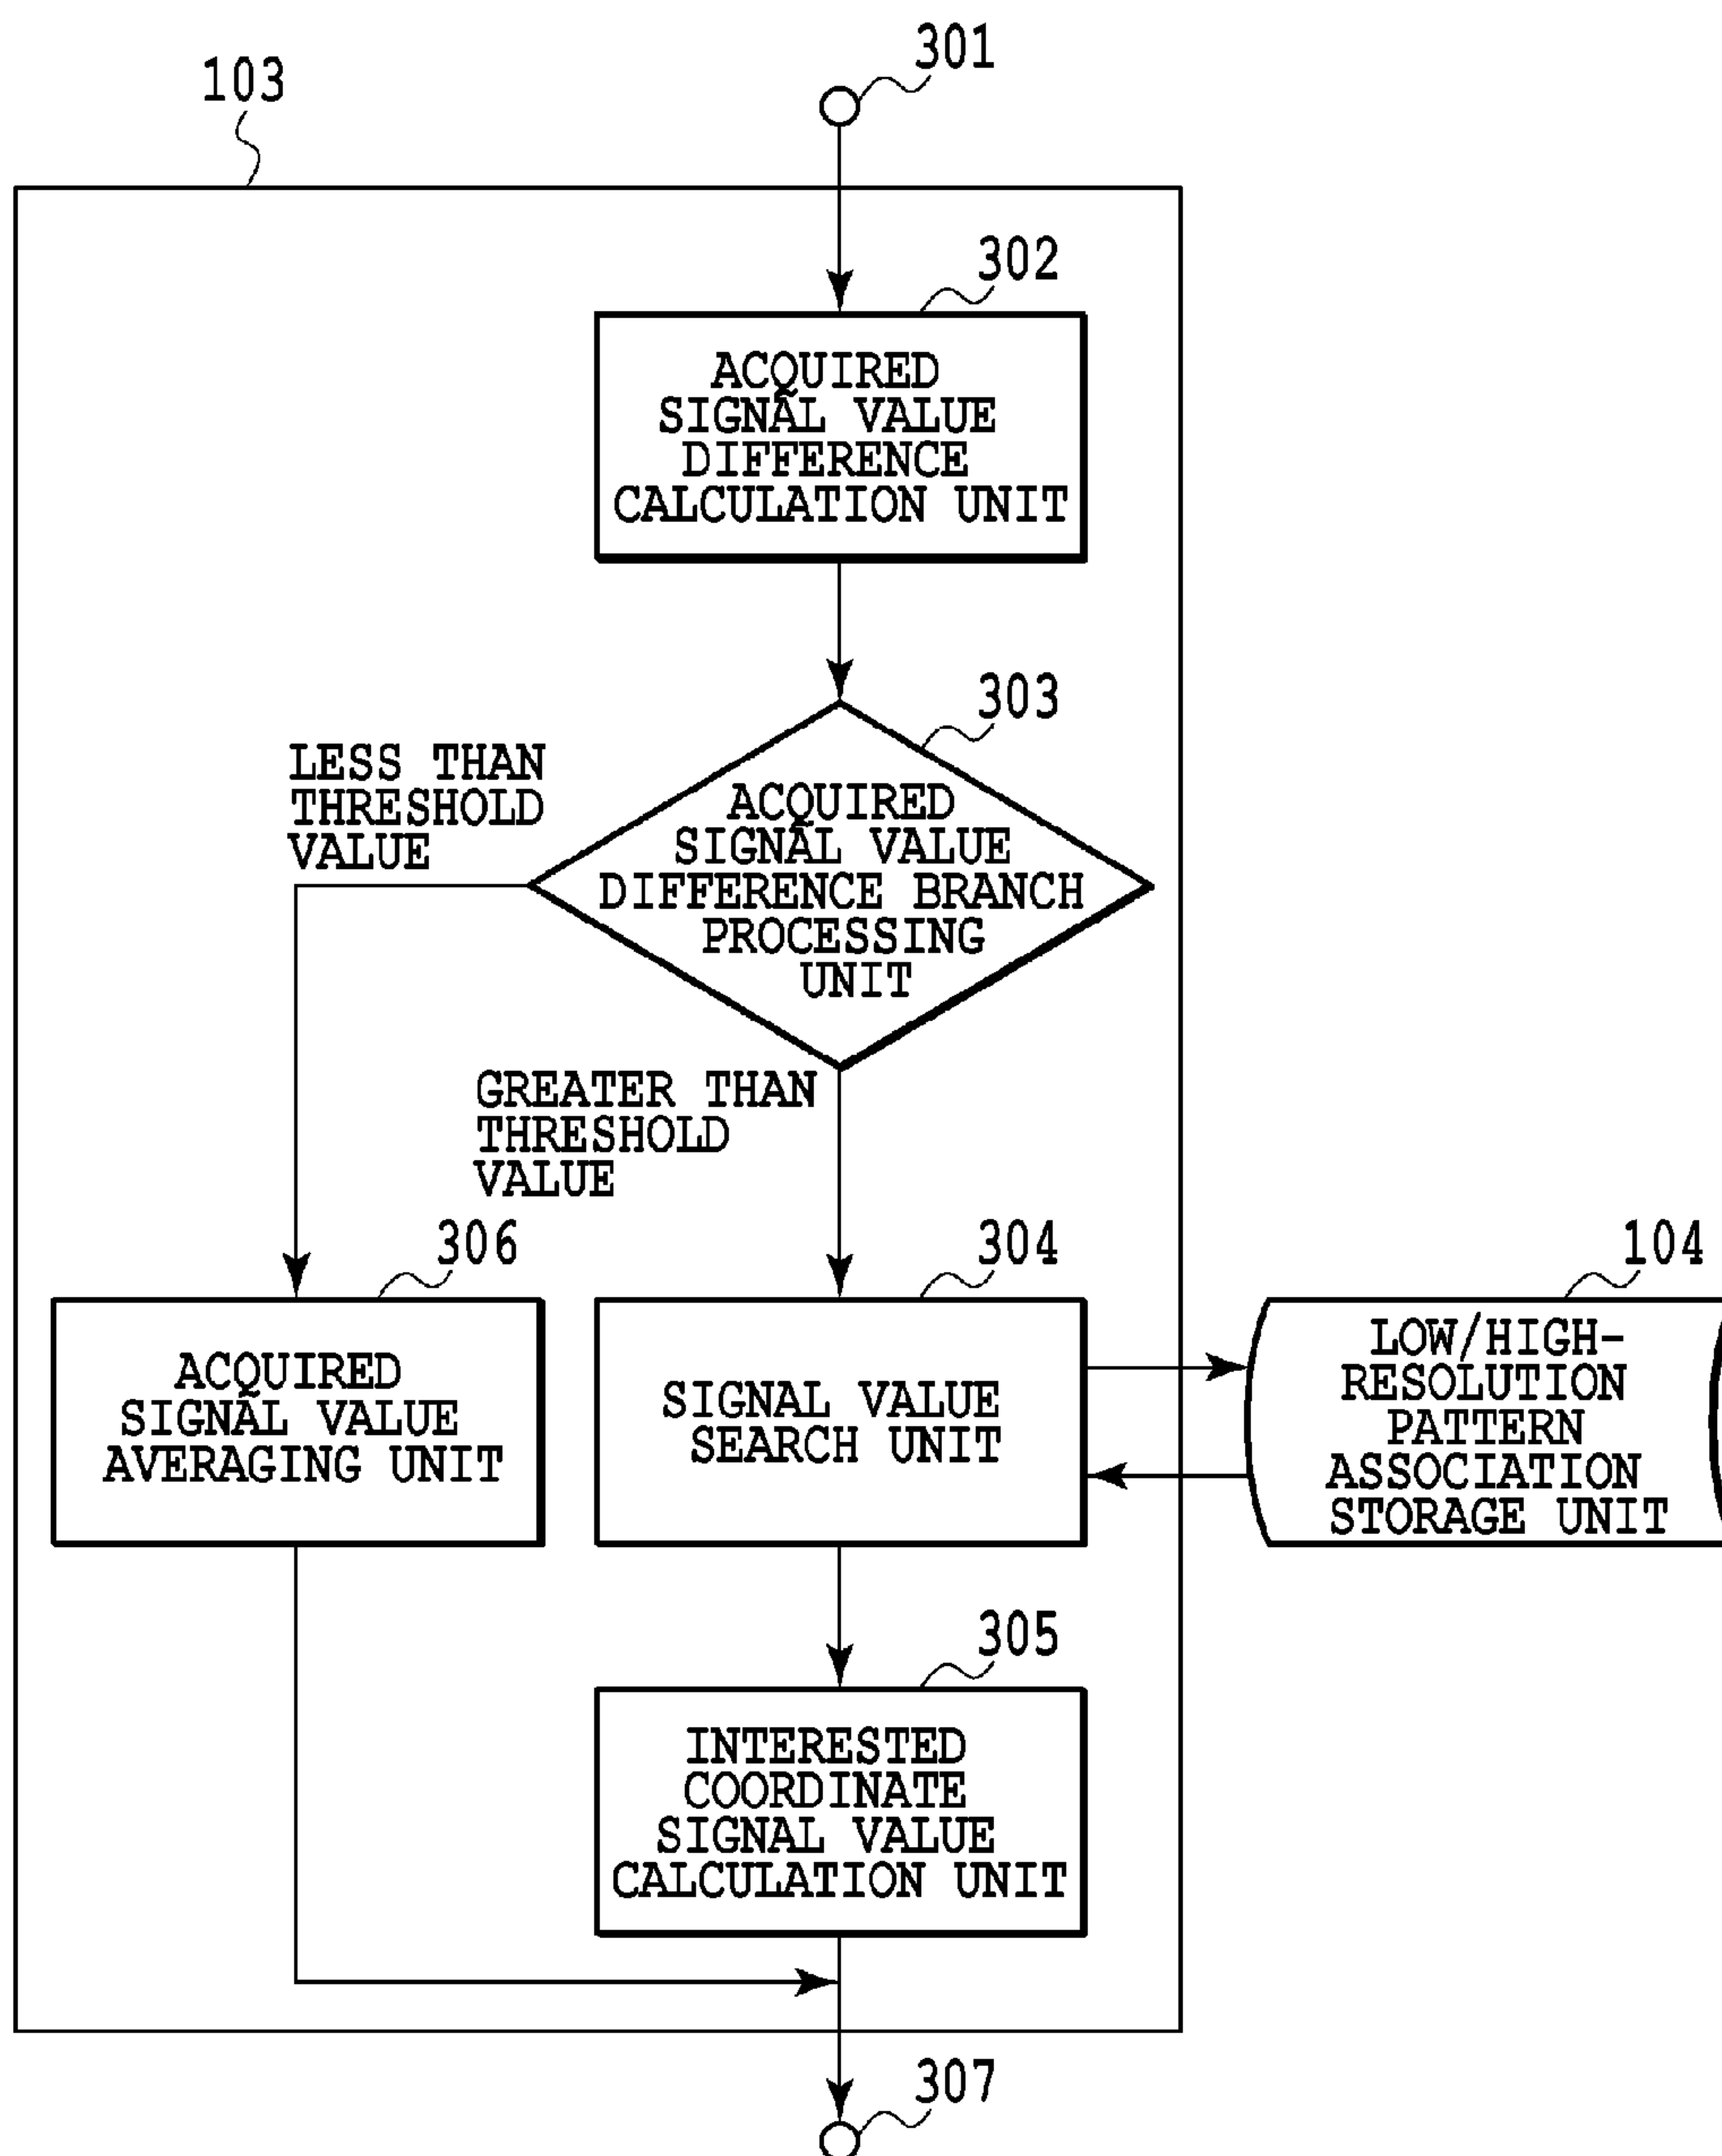 301
103
302
ACQUIRED
SIGNAL VALUE
DIFFERENCE
CALCULATION UNIT
303
LESS THAN
THRESHOLD
VALUE
ACQUIRED
SIGNAL VALUE
DIFFERENCE BRANCH
PROCESSING
UNIT
GREATER THAN
THRESHOLD
VALUE
306
304
104
ACQUIRED
SIGNAL VALUE
AVERAGING UNIT
SIGNAL VALUE
SEARCH UNIT
LOW/HIGH-
RESOLUTION
PATTERN
ASSOCIATION
STORAGE UNIT
305
INTERESTED
COORDINATE
SIGNAL VALUE
CALCULATION UNIT
307